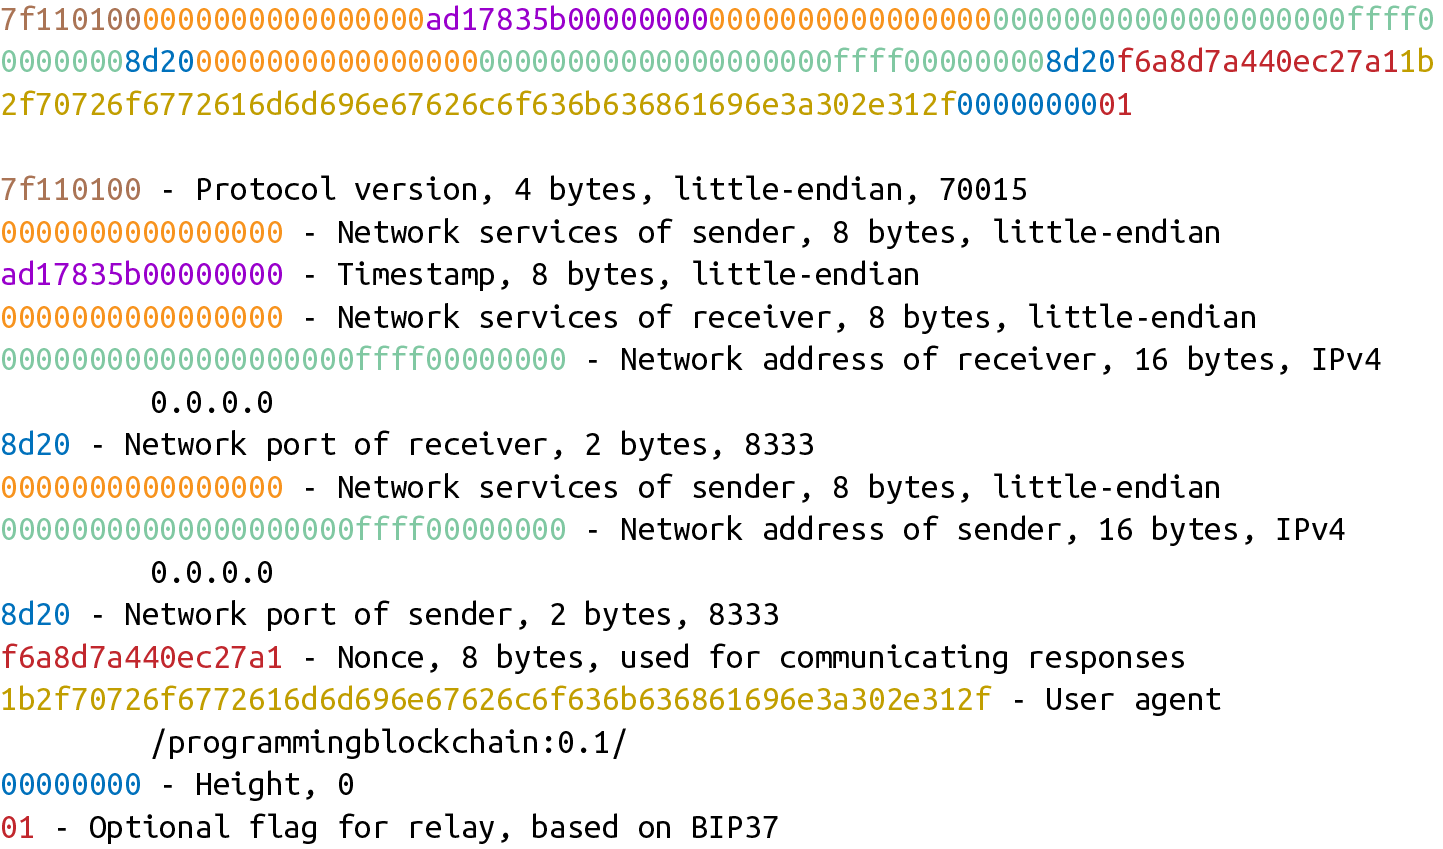 7f1101000000000000000000ad17835b00000000000000000000000000000000000000000000ffff0
00000008d20000000000000000000000000000000000000ffff000000008d20f6a8d7a440ec27a11b
2f70726f6772616d6d696e67626c6f636b636861696e3a302e312f0000000001
7f110100 - Protocol version, 4 bytes, little-endian, 70015
0000000000000000 - Network services of sender, 8 bytes, little-endian
ad17835b00000000 - Timestamp, 8 bytes, little-endian
0000000000000000 - Network services of receiver, 8 bytes, little-endian
00000000000000000000ffff00000000 - Network address of receiver, 16 bytes, IPv4
0.0.0.0
8d20 - Network port of receiver, 2 bytes, 8333
0000000000000000 - Network services of sender, 8 bytes, little-endian
00000000000000000000ffff00000000 - Network address of sender, 16 bytes, IPv4
0.0.0.0
8d20 - Network port of sender, 2 bytes, 8333
f6a8d7a440ec27a1 - Nonce, 8 bytes, used for communicating responses
1b2f70726f6772616d6d696e67626c6f636b636861696e3a302e312f - User agent
/programmingblockchain:0.1/
00000000 - Height, 0
01 - Optional flag for relay, based on BIP37